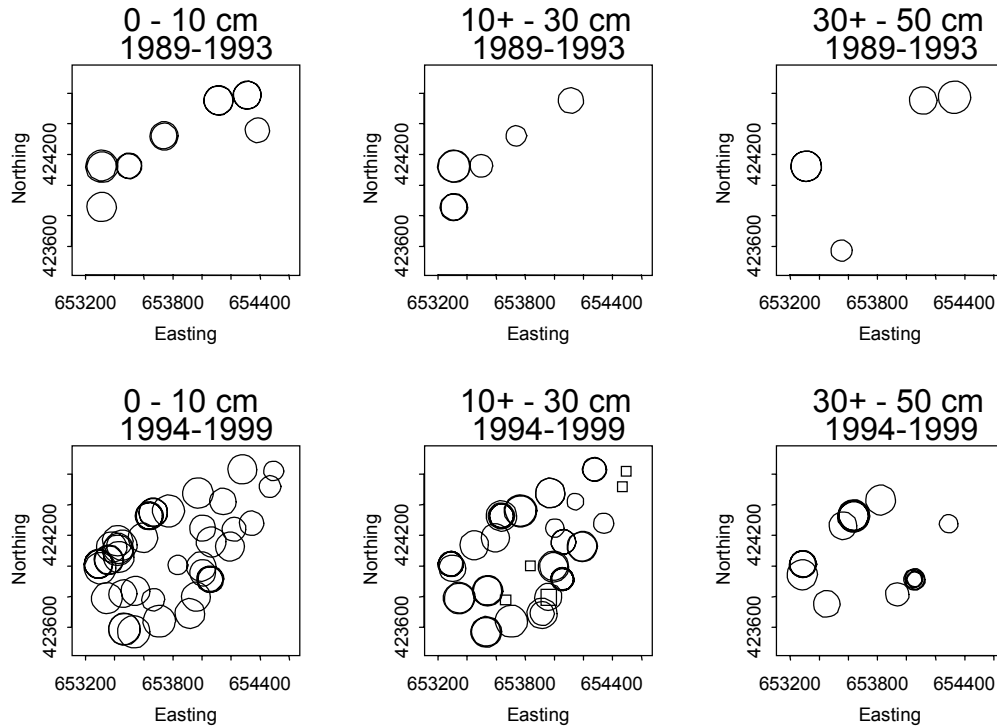 0 - 10 cm
1989-1993
Northing
424200
423600
653200 653800 654400
Easting
10+ - 30 cm
1989-1993
Northing
424200
423600
653200 653800 654400
Easting
30+ - 50 cm
1989-1993
Northing
424200
423600
653200 653800 654400
Easting
0 - 10 cm
1994-1999
Northing
424200
423600
653200 653800 654400
Easting
10+ - 30 cm
1994-1999
Northing
424200
423600
653200 653800 654400
Easting
30+ - 50 cm
1994-1999
Northing
424200
423600
653200 653800 654400
Easting